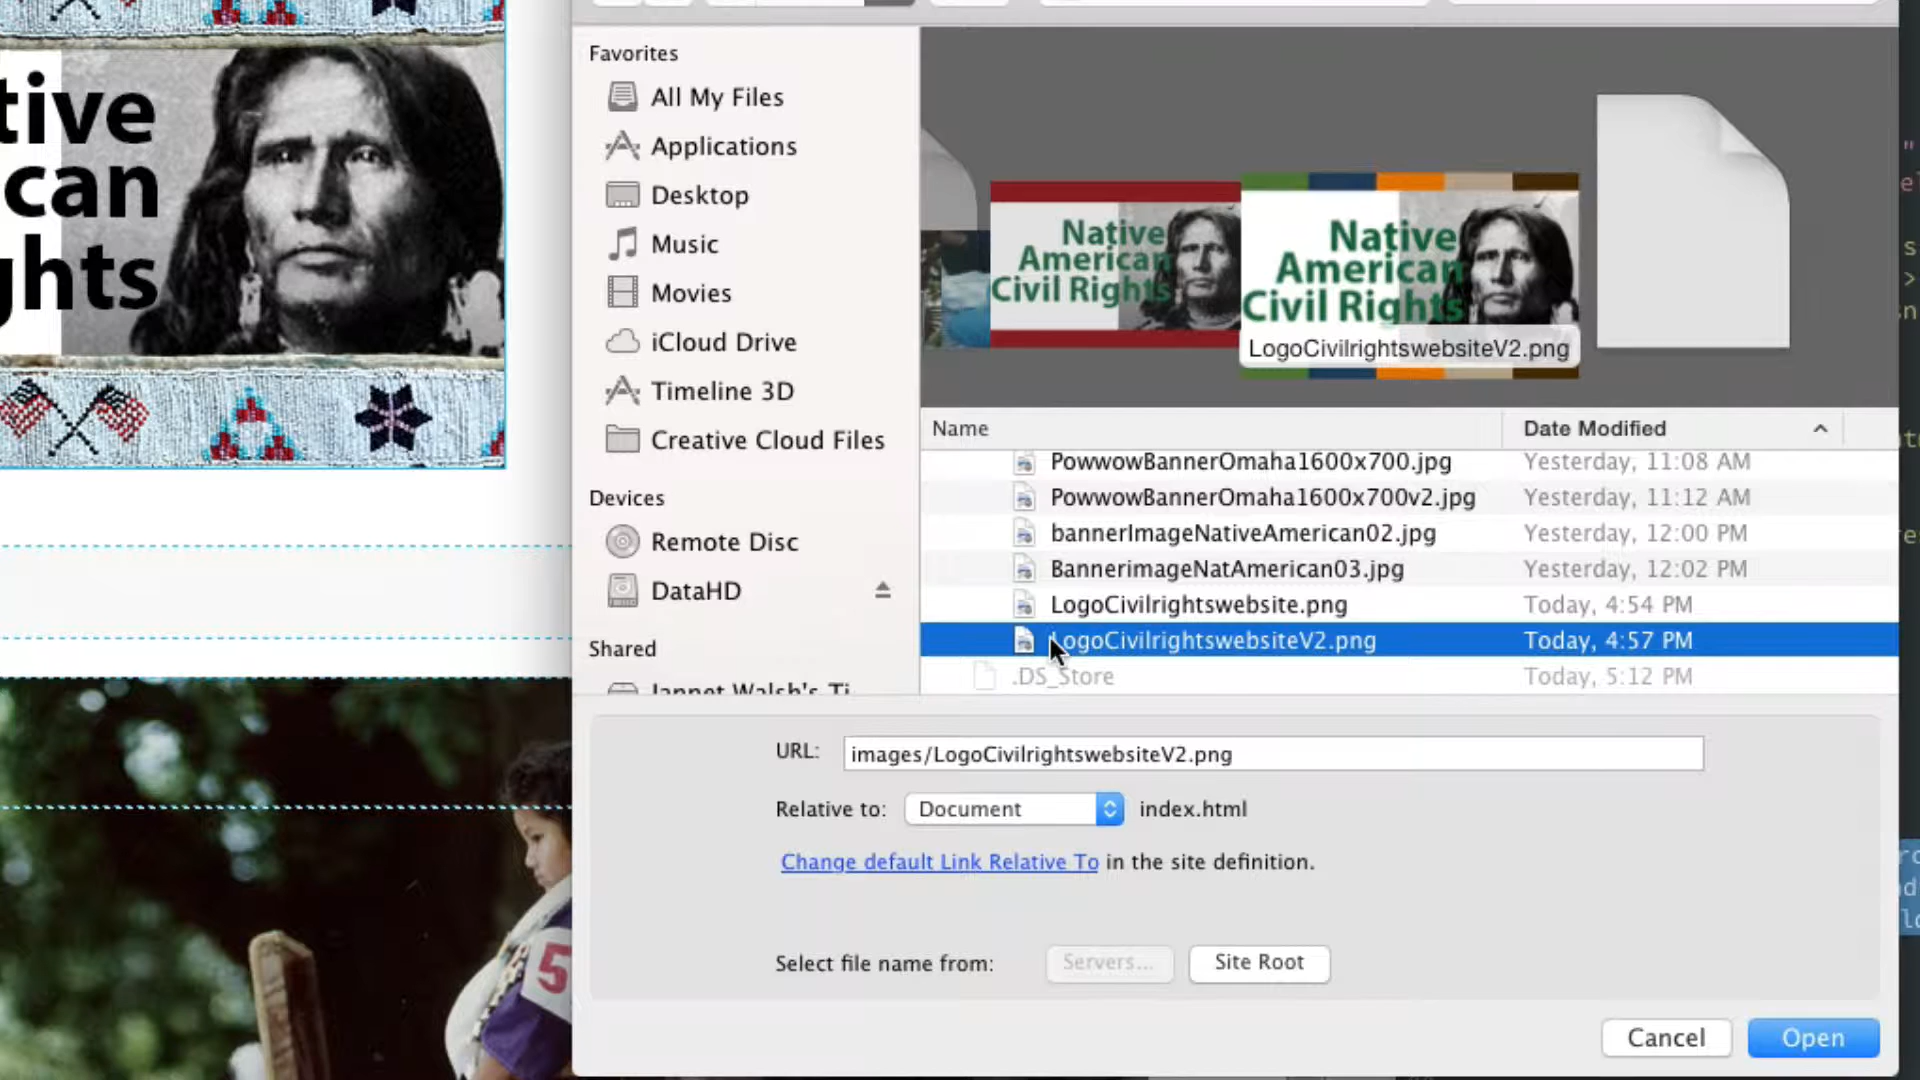 tive
can
ghts
Favorites
All My Files
Applications
Desktop
Music
Movies
iCloud Drive
Timeline 3D
Creative Cloud Files
Devices
Remote Disc
DataHD
Shared
Jannet Walsh's Ti
Native
American
Civil Rights
Native
American
Civil Rights
LogoCivilrightswebsiteV2.png
Name Date Modified
PowwowBannerOmaha1600x700.jpg Yesterday, 11:08 AM
PowwowBannerOmaha1600x700v2.jpg Yesterday, 11:12 AM
bannerImageNativeAmerican02.jpg Yesterday, 12:00 PM
BannerimageNatAmerican03.jpg Yesterday, 12:02 PM
LogoCivilrightswebsite.png Today, 4:54 PM
LogoCivilrightswebsiteV2.png Today, 4:57 PM
.DS_Store Today, 5:12 PM
URL: images/LogoCivilrightswebsiteV2.png
Relative to: Document index.html
Change default Link Relative To in the site definition.
Select file name from: Servers... Site Root
Cancel Open
5